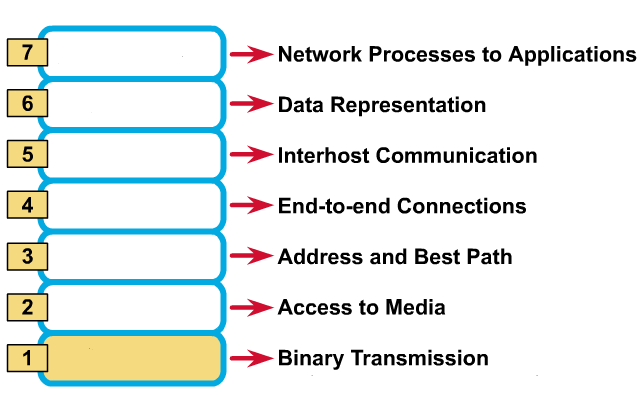 7 Network Processes to Applications
6 Data Representation
5 Interhost Communication
4 End-to-end Connections
3 Address and Best Path
2 Access to Media
1 Binary Transmission